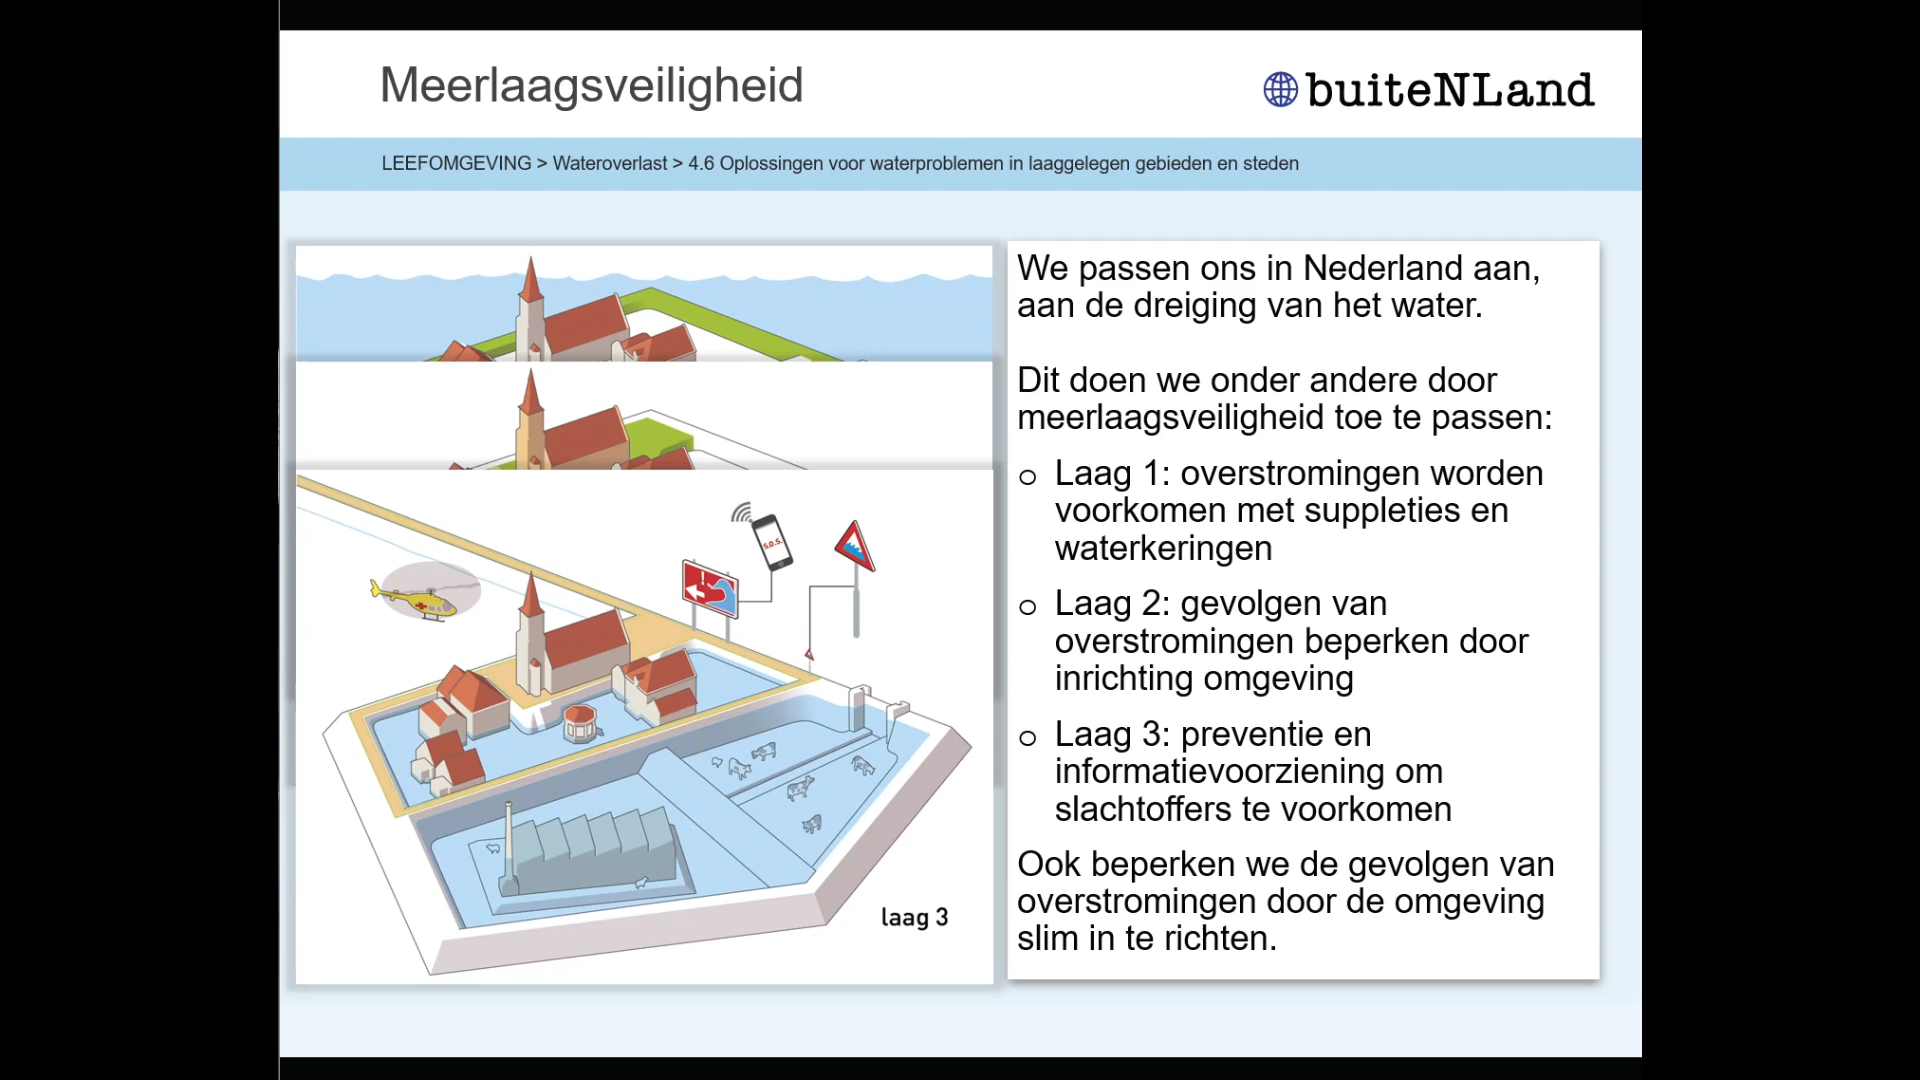 Meerlaagsveiligheid
buiteNLand
LEEFOMGEVING > Wateroverlast > 4.6 Oplossingen voor waterproblemen in laaggelegen gebieden en steden
We passen ons in Nederland aan,
aan de dreiging van het water.
Dit doen we onder andere door
meerlaagsveiligheid toe te passen:
o Laag 1: overstromingen worden
voorkomen met suppleties en
waterkeringen
o Laag 2: gevolgen van
overstromingen beperken door
inrichting omgeving
o Laag 3: preventie en
informatievoorziening om
slachtoffers te voorkomen
Ook beperken we de gevolgen van
overstromingen door de omgeving
slim in te richten.
S.O.S.
!
laag 3